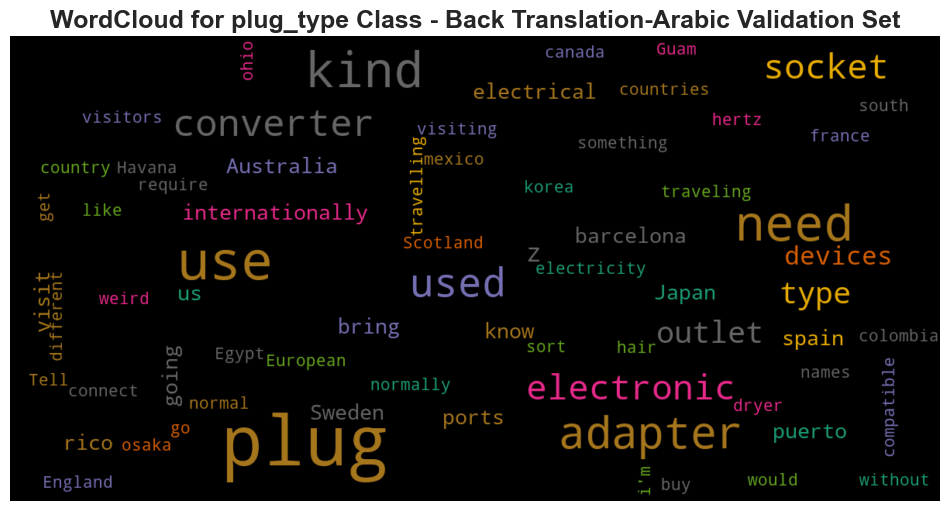 WordCloud for plug_type Class - Back Translation-Arabic Validation Set
ohio
canada
Guam
kind
socket
electrical
countries
south
visitors
converter
visiting
hertz
something
france
country
Havana
Australia
travelling
mexico
require
korea
traveling
get
like
internationally
need
Scotland
barcelona
z
use
devices
electricity
used
us
Japan
type
weird
visit
different
bring
know
outlet
spain
colombia
Egypt
European
sort
hair
going
Tell
connect
normally
electronic
names
compatible
normal
Sweden
ports
dryer
plug
adapter
puerto
go
rico
osaka
England
i'm
buy
would
without